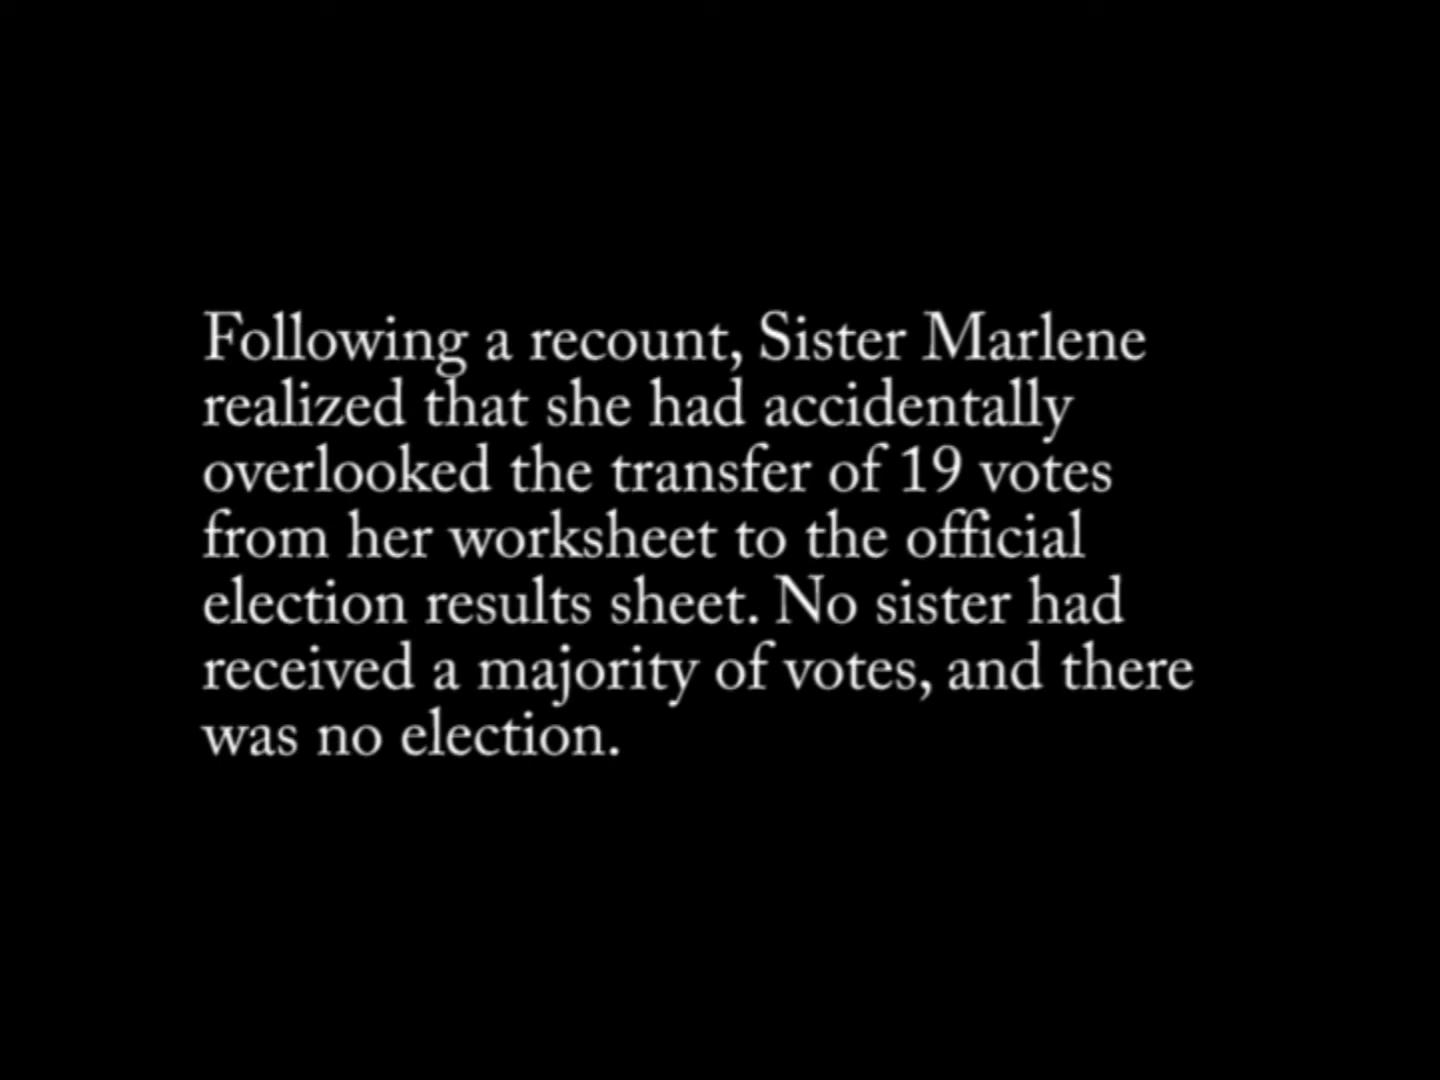 Following a recount, Sister Marlene
realized that she had accidentally
overlooked the transfer of 19 votes
from her worksheet to the official
election results sheet. No sister had
received a majority of votes, and there
was no election.